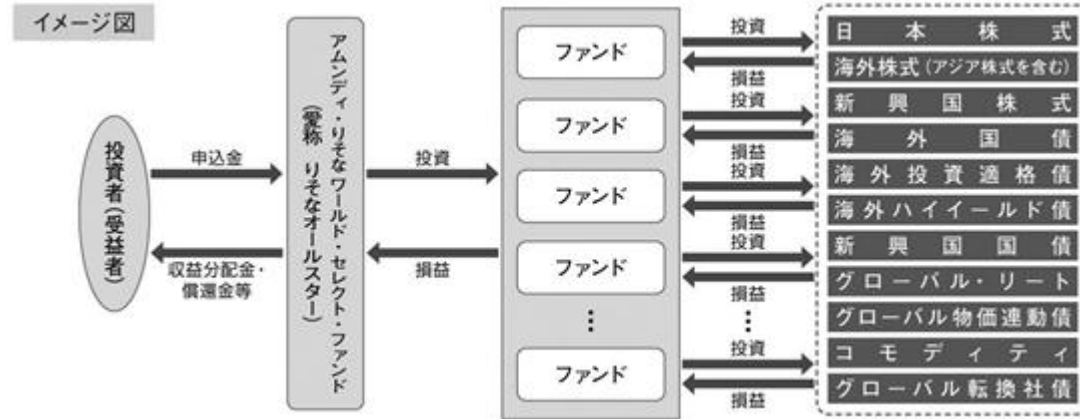 イメージ図
投資者(受益者)
申込金
収益分配金・
償還金等
アムンディ・りそなワールド・セレクト・ファンド
(愛称 りそなオールスター)
投資
損益
ファンド
ファンド
ファンド
ファンド
⋮
ファンド
投資
損益
投資
損益
投資
損益
投資
損益
⋮
投資
損益
日本株式
海外株式(アジア株式を含む)
新興国株式
海外国債
海外投資適格債
海外ハイイールド債
新興国国債
グローバル・リート
グローバル物価連動債
コモディティ
グローバル転換社債